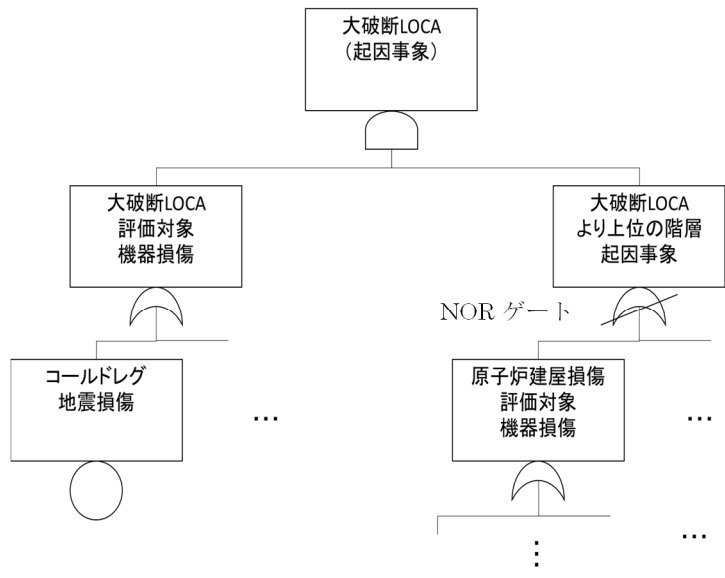 大破断LOCA
（起因事象）
大破断LOCA
評価対象
機器損傷
大破断LOCA
より上位の階層
起因事象
NOR ゲート
コールドレグ
地震損傷
…
原子炉建屋損傷
評価対象
機器損傷
…
…
⋮